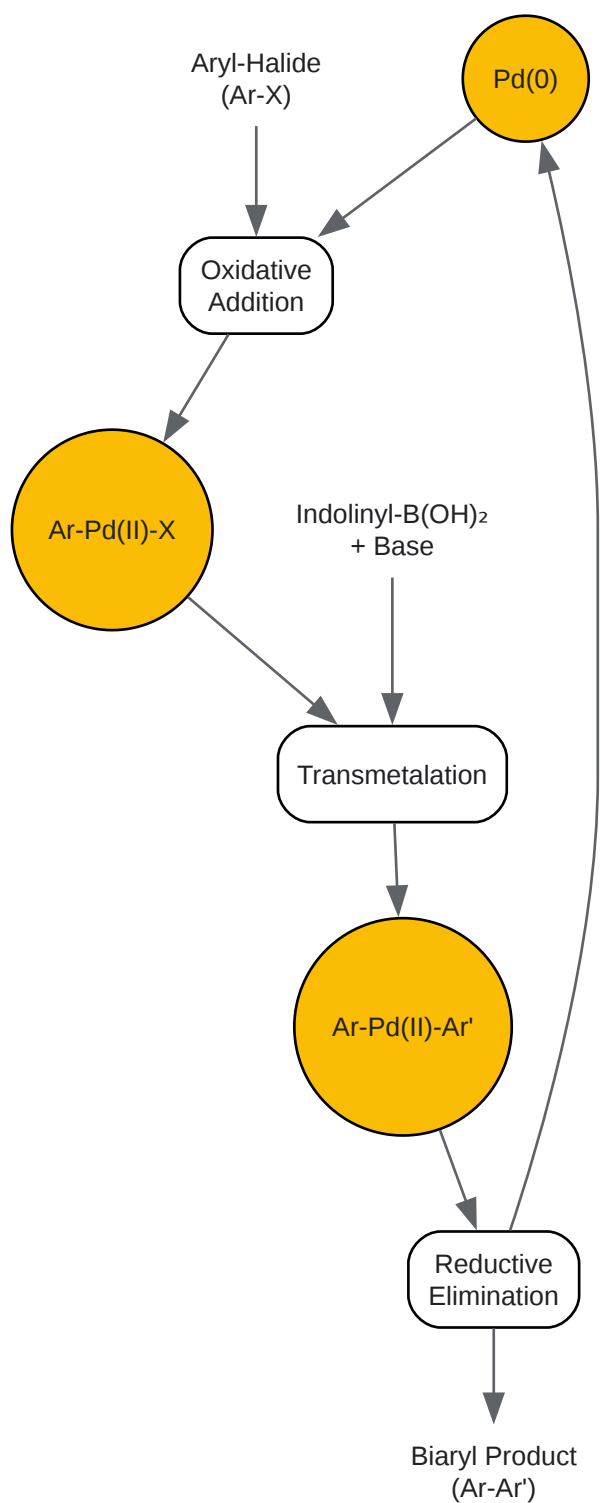 Aryl-Halide
(Ar-X)
Pd(0)
Oxidative
Addition
Ar-Pd(II)-X
Indolinyl-B(OH)₂
+ Base
Transmetalation
Ar-Pd(II)-Ar'
Reductive
Elimination
Biaryl Product
(Ar-Ar')